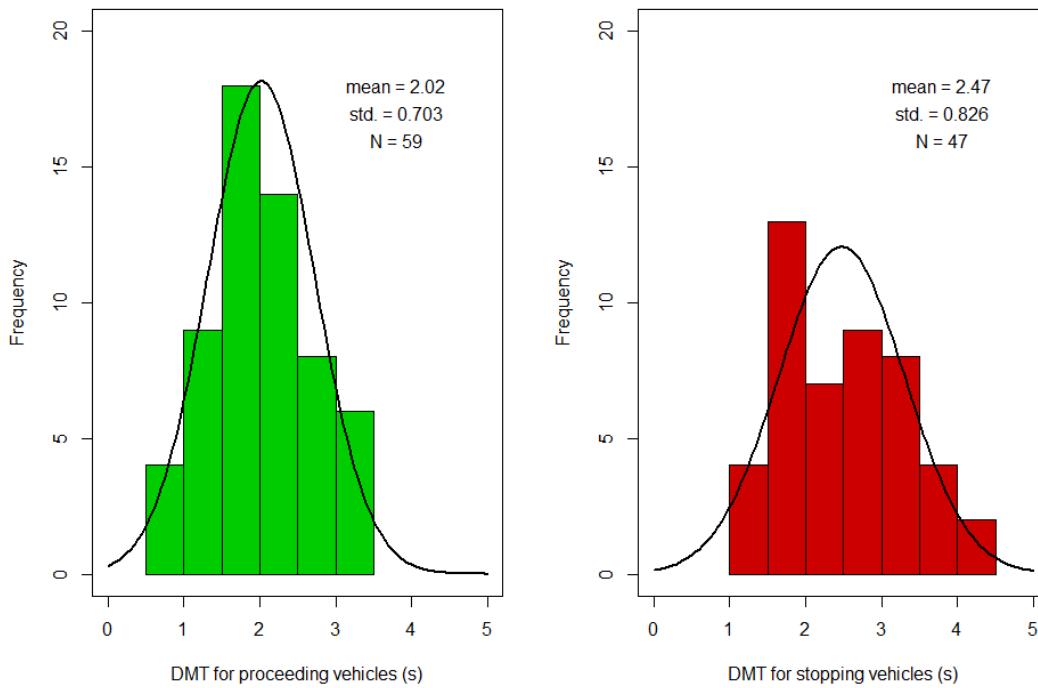 20
15
10
5
0
Frequency
mean = 2.02
std. = 0.703
N = 59
0 1 2 3 4 5
DMT for proceeding vehicles (s)
20
15
10
5
0
Frequency
mean = 2.47
std. = 0.826
N = 47
0 1 2 3 4 5
DMT for stopping vehicles (s)